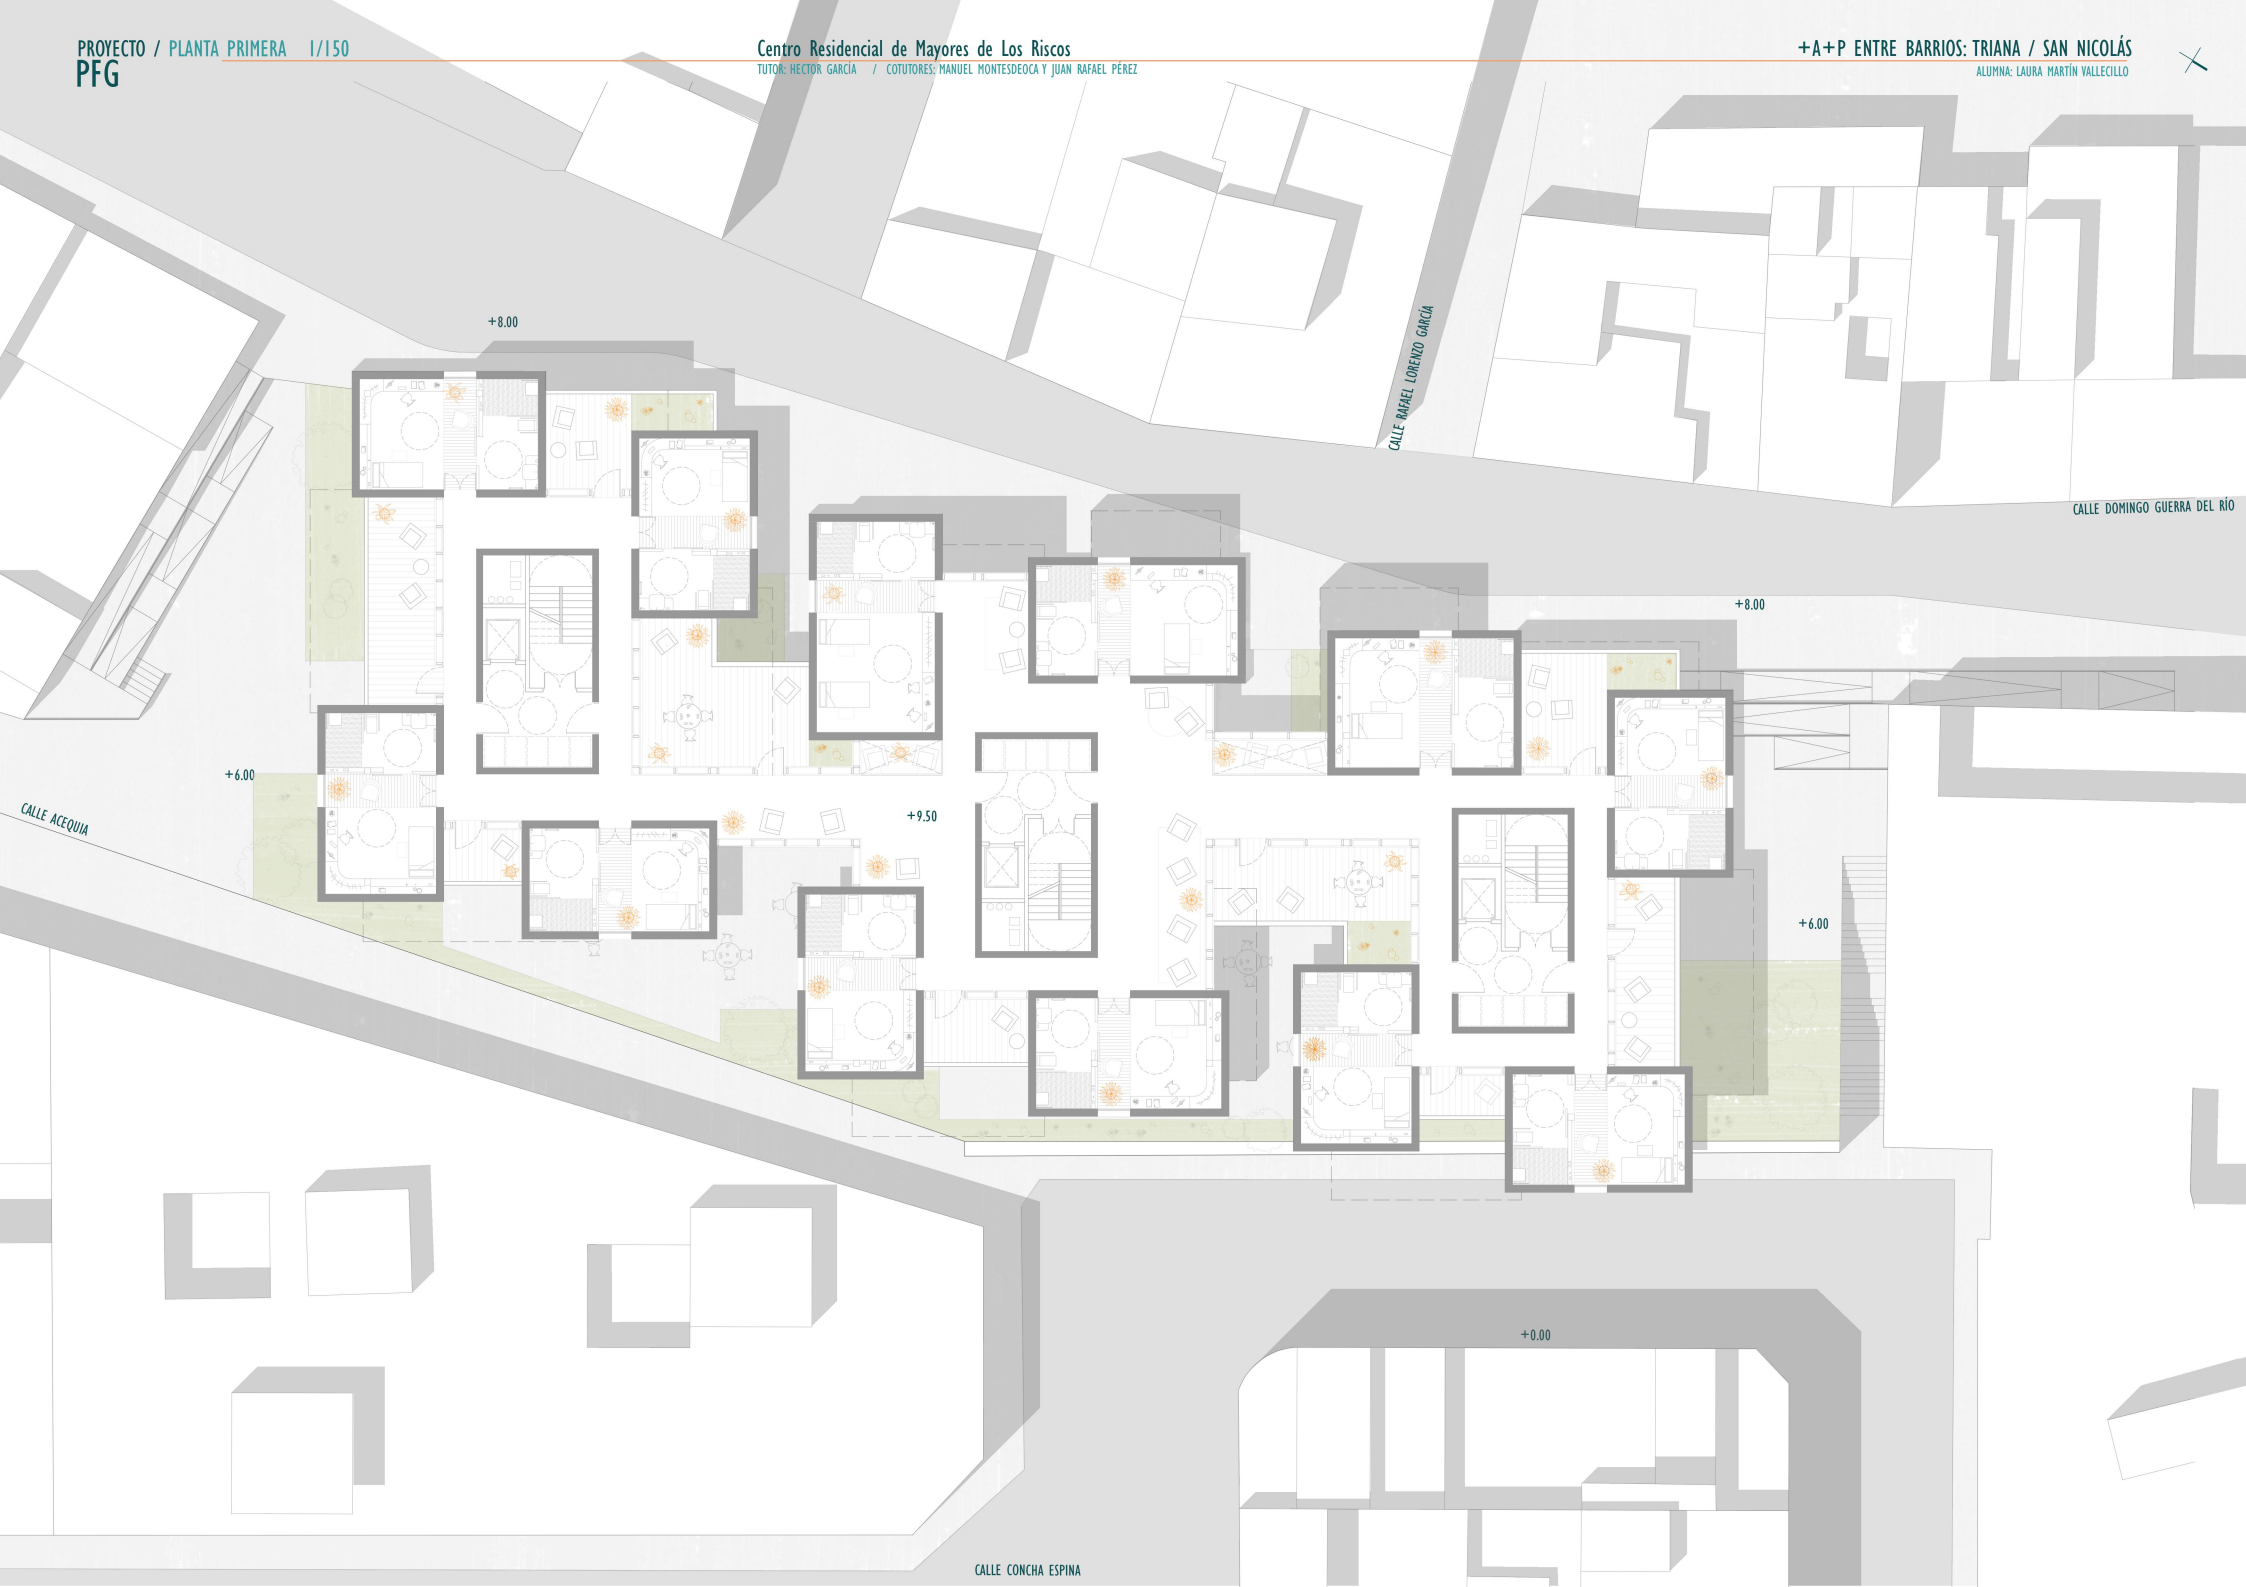 PROYECTO / PLANTA PRIMERA 1/150
PFG
Centro Residencial de Mayores de Los Riscos
TUTOR: HECTOR GARCÍA / COTUTORES: MANUEL MONTESDEOCA Y JUAN RAFAEL PÉREZ
+A+P ENTRE BARRIOS: TRIANA / SAN NICOLÁS
ALUMNA: LAURA MARTÍN VALLECILLO
+8.00
CALLE RAFAEL LORENZO GARCÍA
CALLE DOMINGO GUERRA DEL RÍO
+8.00
+6.00
CALLE ACEQUIA
+9.50
+6.00
+0.00
CALLE CONCHA ESPINA